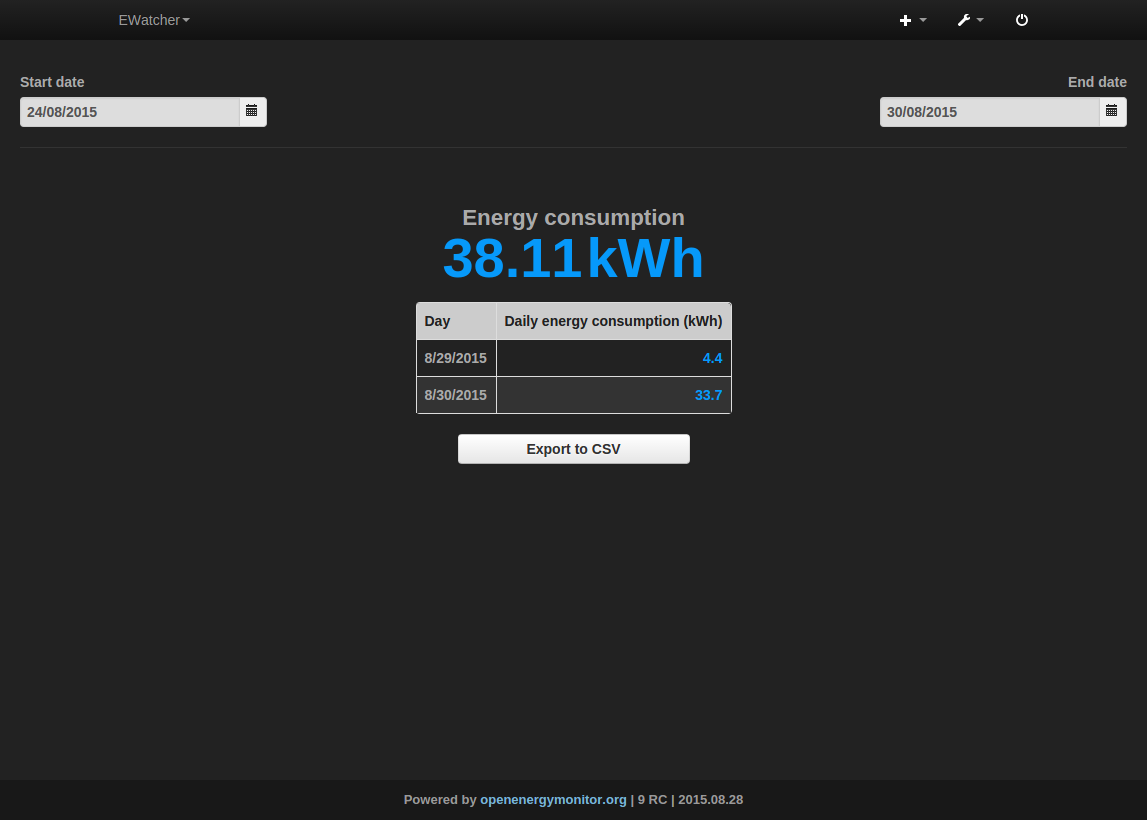 EWatcher
Start date
End date
24/08/2015
30/08/2015
Energy consumption
38.11 kWh
Day Daily energy consumption (kWh)
8/29/2015 4.4
8/30/2015 33.7
Export to CSV
Powered by openenergymonitor.org | 9 RC | 2015.08.28